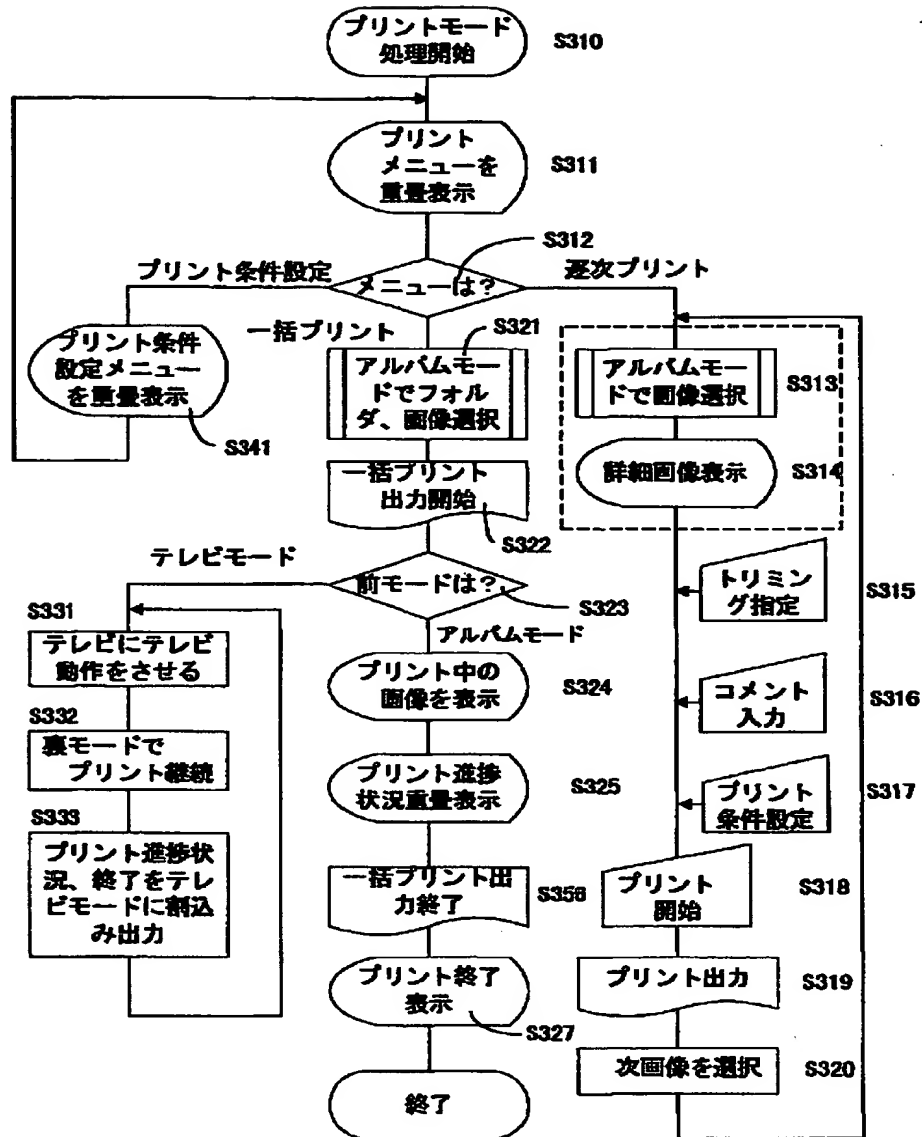 プリントモード
処理開始
S310
プリント
メニューを
重畳表示
S311
S312
プリント条件設定
メニューは?
逐次プリント
一括プリント
S321
プリント条件
設定メニュー
を重畳表示
S341
アルバムモー
ドでフォル
ダ、画像選択
アルバムモー
ドで画像選択
S313
一括プリント
出力開始
S322
詳細画像表示
S314
テレビモード
前モードは?
S323
トリミン
グ指定
S315
S331
テレビにテレビ
動作をさせる
アルバムモード
プリント中の
画像を表示
S324
コメント
入力
S316
S332
裏モードで
プリント継続
プリント進捗
状況重畳表示
S325
プリント
条件設定
S317
S333
プリント進捗状
況、終了をテレ
ビモードに割込
み出力
一括プリント出
力終了
S356
プリント
開始
S318
プリント終了
表示
S327
プリント出力
S319
次画像を選択
S320
終了